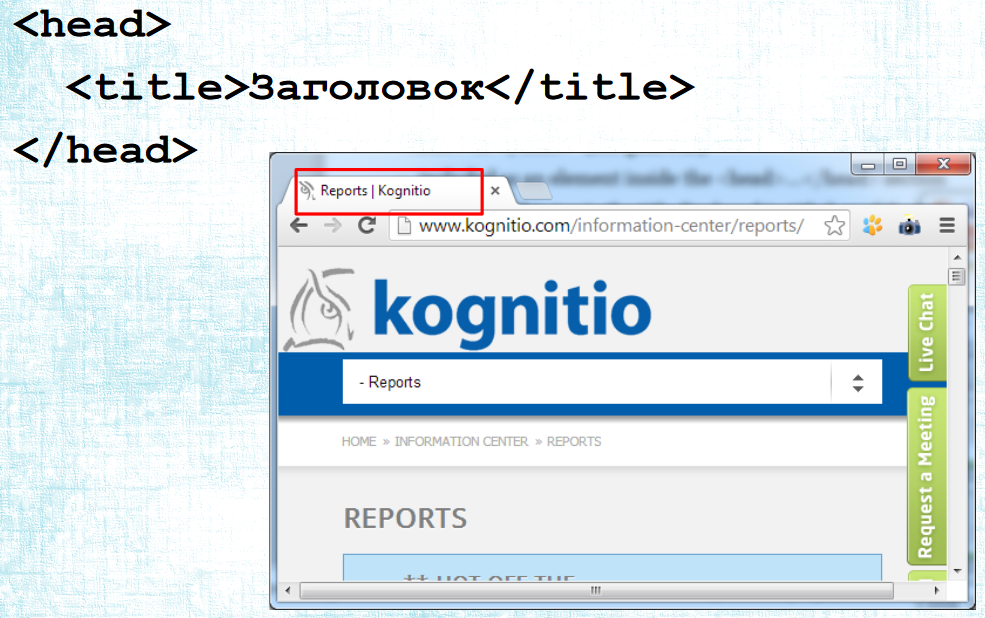 <head>
<title>Заголовок</title>
</head>
Reports | Kognitio
www.kognitio.com/information-center/reports/
kognitio
- Reports
HOME » INFORMATION CENTER » REPORTS
REPORTS
** HOT OFF THE
Live Chat
Request a Meeting